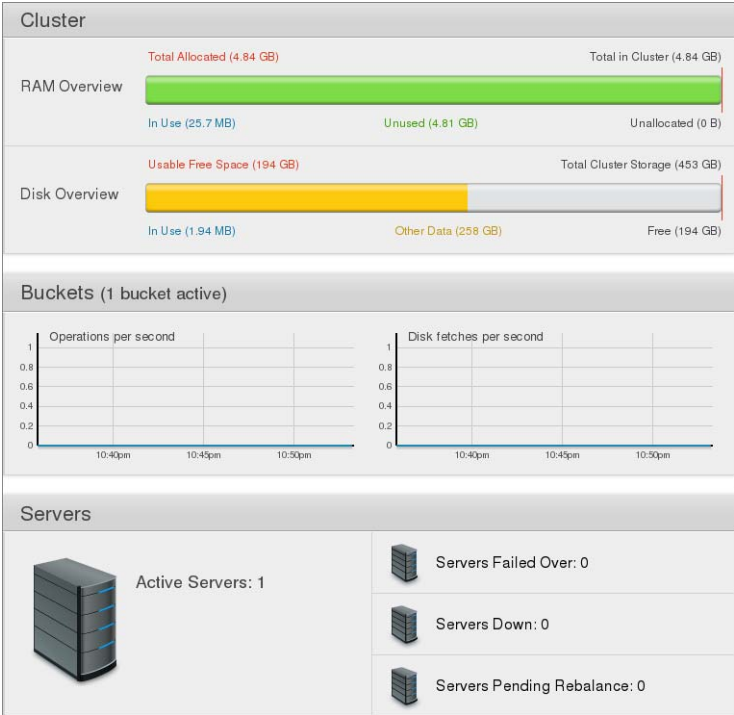 Cluster
Total Allocated (4.84 GB) Total in Cluster (4.84 GB)
RAM Overview
In Use (25.7 MB) Unused (4.81 GB) Unallocated (0 B)
Usable Free Space (194 GB) Total Cluster Storage (453 GB)
Disk Overview
In Use (1.94 MB) Other Data (258 GB) Free (194 GB)
Buckets (1 bucket active)
Operations per second
1
0.8
0.6
0.4
0.2
0
10:40pm 10:45pm 10:50pm
Disk fetches per second
1
0.8
0.6
0.4
0.2
0
10:40pm 10:45pm 10:50pm
Servers
Active Servers: 1
Servers Failed Over: 0
Servers Down: 0
Servers Pending Rebalance: 0